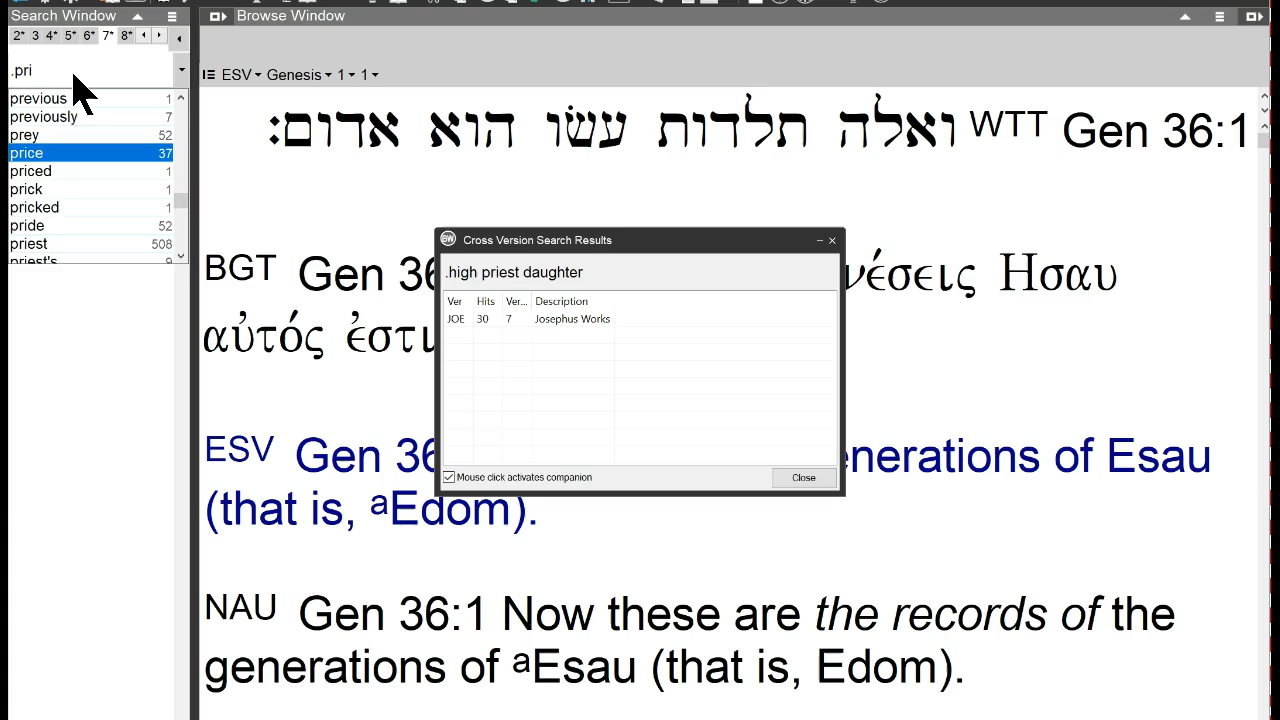 Search Window
2* 3 4* 5* 6* 7* 8*
.pri
previous 1
previously 7
prey 52
price 37
priced 1
prick 1
pricked 1
pride 52
priest 508
priest's 9
Browse Window
ESV Genesis 1 1
WTT Gen 36:1 ואלה תלדות עשׂו הוא אדום׃
BGT Gen 36 νέσεις Ησαυ
αὐτός ἐστι
ESV Gen 36 enerations of Esau
(that is, aEdom).
NAU Gen 36:1 Now these are the records of the
generations of aEsau (that is, Edom).
BW Cross Version Search Results
.high priest daughter
Ver Hits Ver... Description
JOE 30 7 Josephus Works
Mouse click activates companion
Close